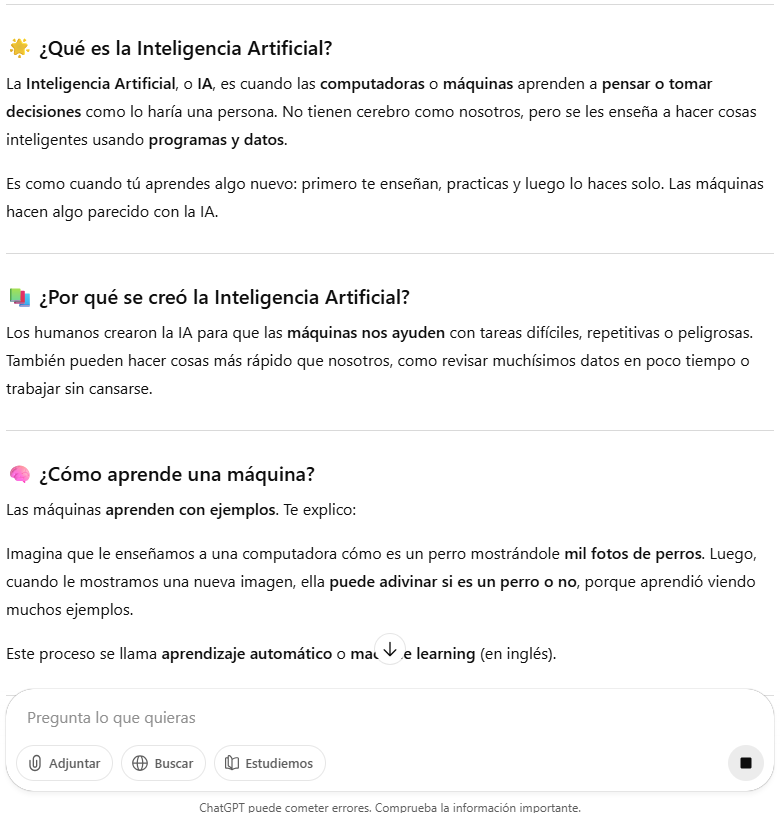 ¿Qué es la Inteligencia Artificial?
La Inteligencia Artificial, o IA, es cuando las computadoras o máquinas aprenden a pensar o tomar
decisiones como lo haría una persona. No tienen cerebro como nosotros, pero se les enseña a hacer cosas
inteligentes usando programas y datos.
Es como cuando tú aprendes algo nuevo: primero te enseñan, practicas y luego lo haces solo. Las máquinas
hacen algo parecido con la IA.
¿Por qué se creó la Inteligencia Artificial?
Los humanos crearon la IA para que las máquinas nos ayuden con tareas difíciles, repetitivas o peligrosas.
También pueden hacer cosas más rápido que nosotros, como revisar muchísimos datos en poco tiempo o
trabajar sin cansarse.
¿Cómo aprende una máquina?
Las máquinas aprenden con ejemplos. Te explico:
Imagina que le enseñamos a una computadora cómo es un perro mostrándole mil fotos de perros. Luego,
cuando le mostramos una nueva imagen, ella puede adivinar si es un perro o no, porque aprendió viendo
muchos ejemplos.
Este proceso se llama aprendizaje automático o learning (en inglés).
Pregunta lo que quieras
Adjuntar Buscar Estudiemos
ChatGPT puede cometer errores. Comprueba la información importante.